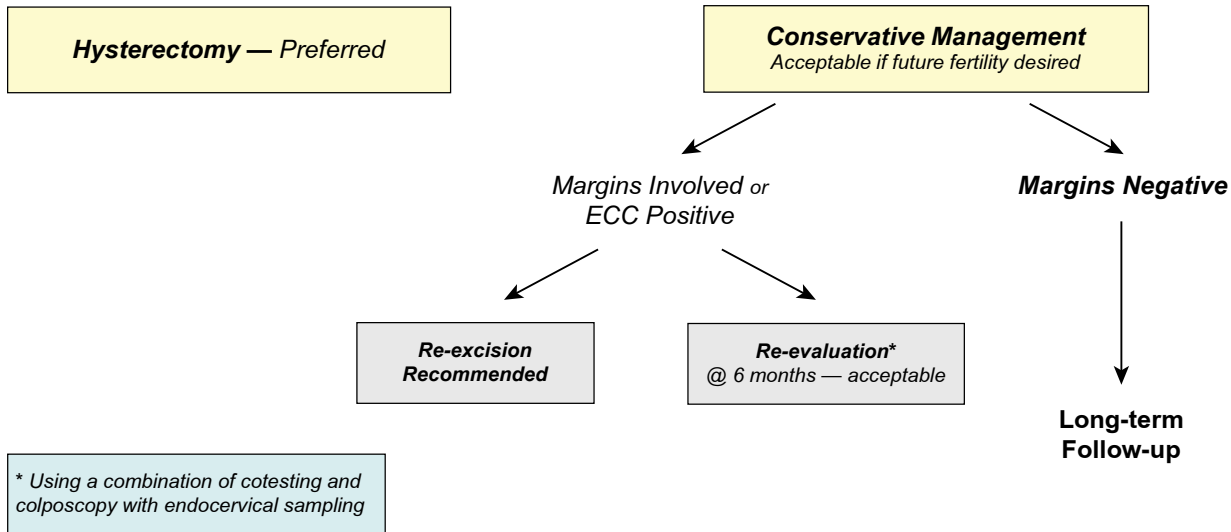 Hysterectomy — Preferred
Conservative Management
Acceptable if future fertility desired
Margins Involved or
ECC Positive
Margins Negative
Re-excision
Recommended
Re-evaluation*
@ 6 months — acceptable
Long-term
Follow-up
* Using a combination of cotesting and
colposcopy with endocervical sampling